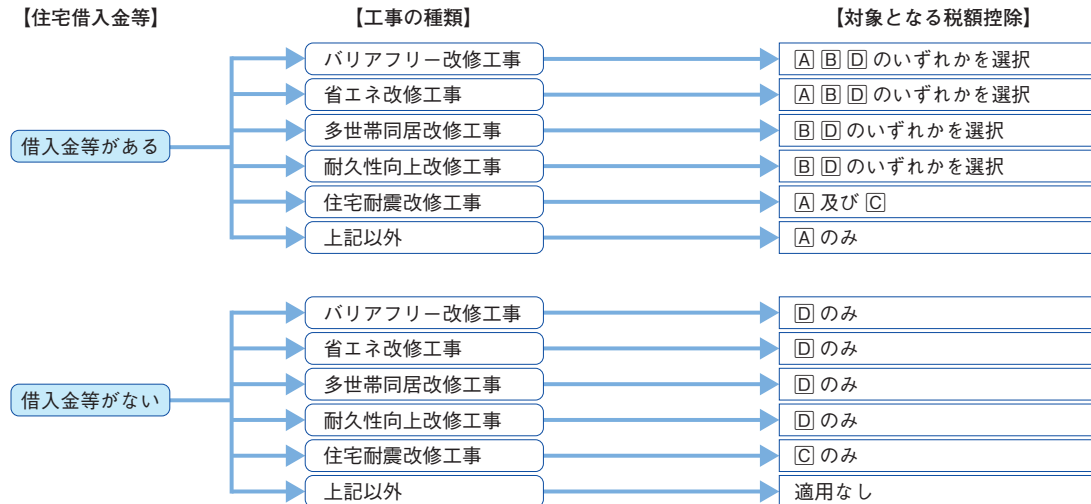 【住宅借入金等】 【工事の種類】 【対象となる税額控除】
借入金等がある
バリアフリー改修工事 A B D のいずれかを選択
省エネ改修工事 A B D のいずれかを選択
多世帯同居改修工事 B D のいずれかを選択
耐久性向上改修工事 B D のいずれかを選択
住宅耐震改修工事 A 及び C
上記以外 A のみ
借入金等がない
バリアフリー改修工事 D のみ
省エネ改修工事 D のみ
多世帯同居改修工事 D のみ
耐久性向上改修工事 D のみ
住宅耐震改修工事 C のみ
上記以外 適用なし